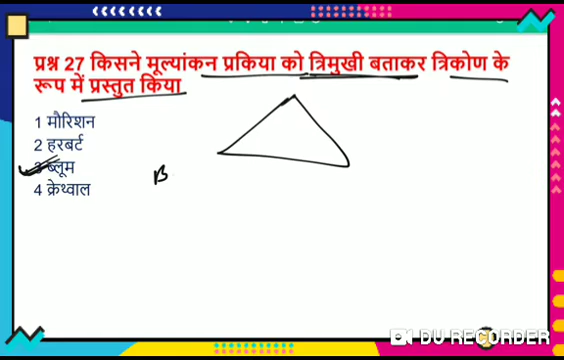 प्रश्न 27 किसने मूल्यांकन प्रकिया को त्रिमुखी बताकर त्रिकोण के
रूप में प्रस्तुत किया
1 मौरिशन
2 हरबर्ट
3 ब्लूम
B
4 क्रेथ्वाल
DU RECORDER